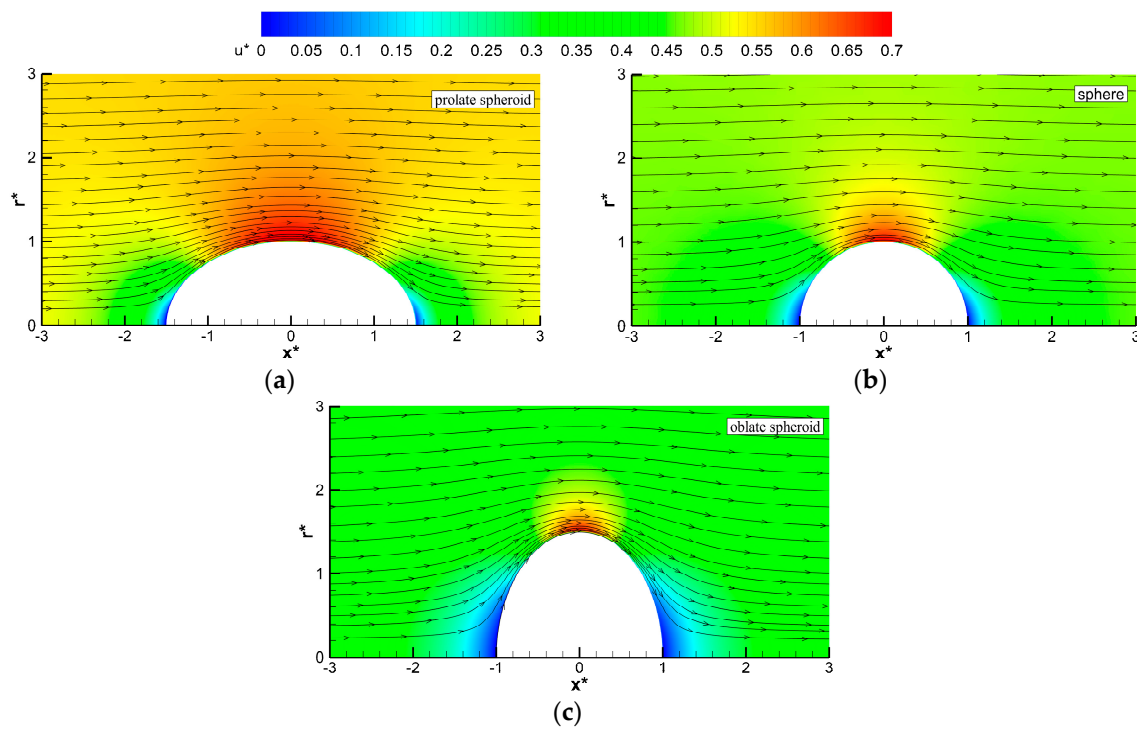 u* 0 0.05 0.1 0.15 0.2 0.25 0.3 0.35 0.4 0.45 0.5 0.55 0.6 0.65 0.7
prolate spheroid
3
2
1
0
r*
-3 -2 -1 0 1 2 3
x*
(a)
sphere
3
2
1
0
r*
-3 -2 -1 0 1 2 3
x*
(b)
oblate spheroid
3
2
1
0
r*
-3 -2 -1 0 1 2 3
x*
(c)